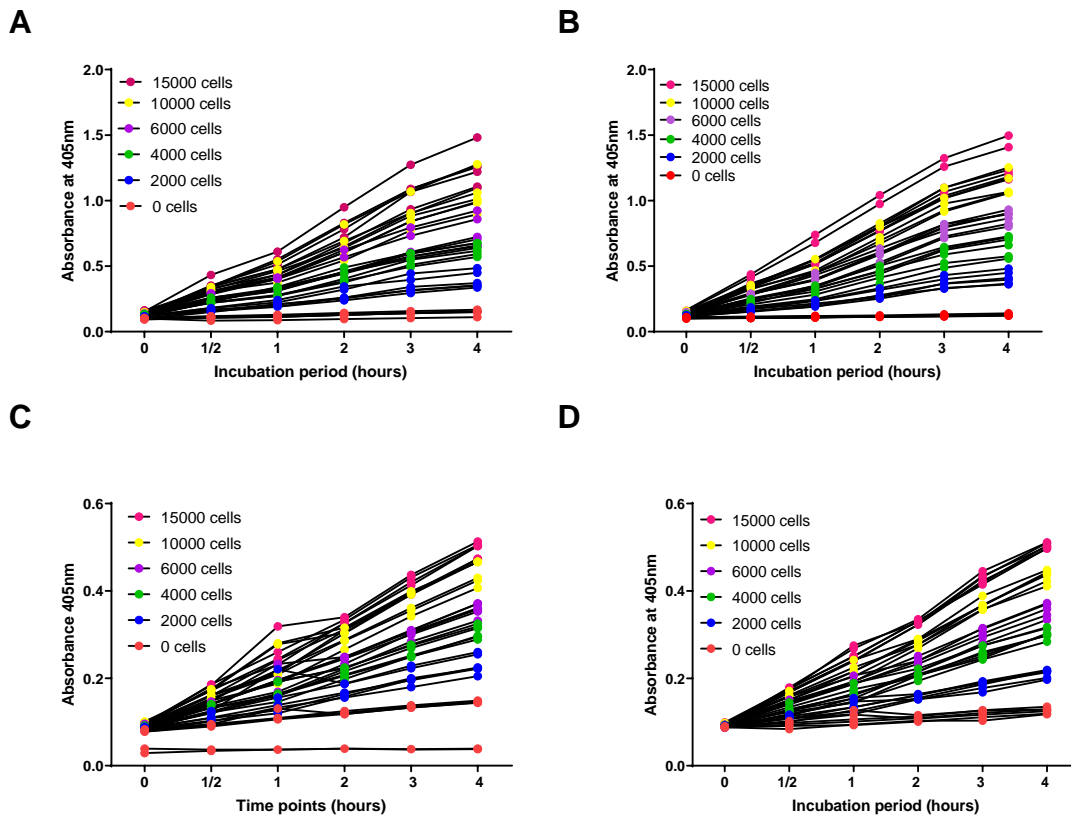 A
Absorbance at 405nm
2.0
1.5
1.0
0.5
0.0
15000 cells
10000 cells
6000 cells
4000 cells
2000 cells
0 cells
0 1/2 1 2 3 4
Incubation period (hours)
B
Absorbance at 405nm
2.0
1.5
1.0
0.5
0.0
15000 cells
10000 cells
6000 cells
4000 cells
2000 cells
0 cells
0 1/2 1 2 3 4
Incubation period (hours)
C
Absorbance 405nm
0.6
0.4
0.2
0.0
15000 cells
10000 cells
6000 cells
4000 cells
2000 cells
0 cells
0 1/2 1 2 3 4
Time points (hours)
D
Absorbance at 405nm
0.6
0.4
0.2
0.0
15000 cells
10000 cells
6000 cells
4000 cells
2000 cells
0 cells
0 1/2 1 2 3 4
Incubation period (hours)